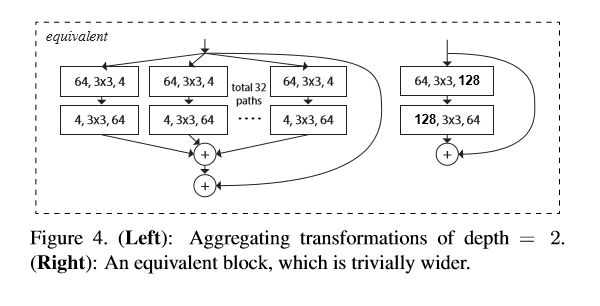 equivalent
64, 3x3, 4
64, 3x3, 4
total 32
paths
64, 3x3, 4
4, 3x3, 64
4, 3x3, 64
....
4, 3x3, 64
+
+
64, 3x3, 128
128, 3x3, 64
+
Figure 4. (Left): Aggregating transformations of depth = 2.
(Right): An equivalent block, which is trivially wider.